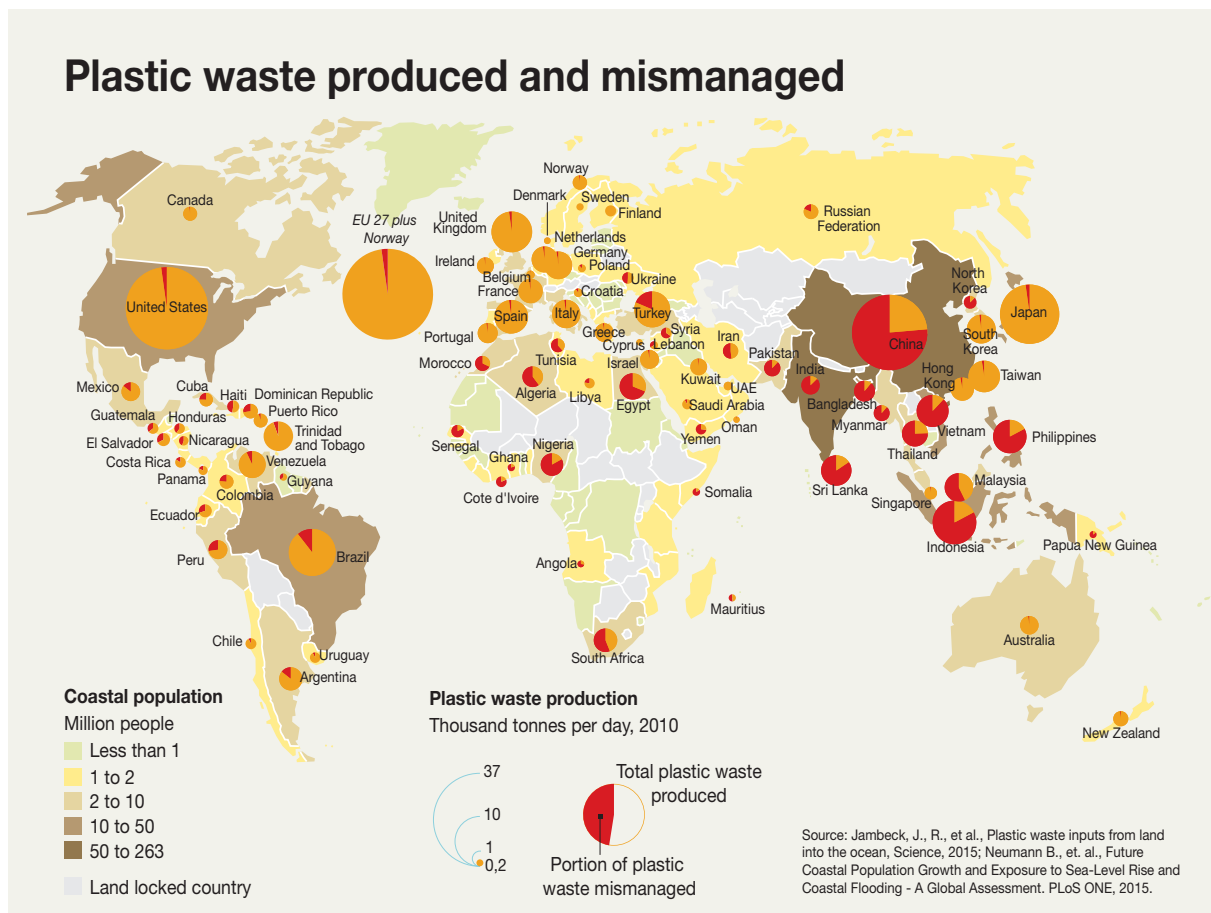 Plastic waste produced and mismanaged
Norway
Denmark
Sweden
Finland
Canada
EU 27 plus
Norway
United
Kingdom
Netherlands
Germany
Poland
Russian
Federation
Ireland
Belgium
France
Croatia
Ukraine
North
Korea
United States
Spain
Italy
Turkey
Japan
Portugal
Greece
Syria
Cyprus
Lebanon
Iran
China
South
Korea
Morocco
Tunisia
Israel
Pakistan
India
Hong
Kong
Taiwan
Mexico
Cuba
Haiti
Dominican Republic
Puerto Rico
Algeria
Libya
Egypt
Kuwait
UAE
Saudi Arabia
Bangladesh
Guatemala
Honduras
Trinidad
and Tobago
Oman
Myanmar
Vietnam
Philippines
El Salvador
Nicaragua
Senegal
Nigeria
Yemen
Thailand
Costa Rica
Venezuela
Ghana
Panama
Guyana
Colombia
Cote d'Ivoire
Somalia
Sri Lanka
Malaysia
Singapore
Ecuador
Indonesia
Papua New Guinea
Peru
Brazil
Angola
Mauritius
Chile
Uruguay
South Africa
Australia
Argentina
New Zealand
Coastal population
Million people
Less than 1
1 to 2
2 to 10
10 to 50
50 to 263
Land locked country
Plastic waste production
Thousand tonnes per day, 2010
37
10
1
0,2
Total plastic waste
produced
Portion of plastic
waste mismanaged
Source: Jambeck, J., R., et al., Plastic waste inputs from land
into the ocean, Science, 2015; Neumann B., et. al., Future
Coastal Population Growth and Exposure to Sea-Level Rise and
Coastal Flooding - A Global Assessment. PLoS ONE, 2015.